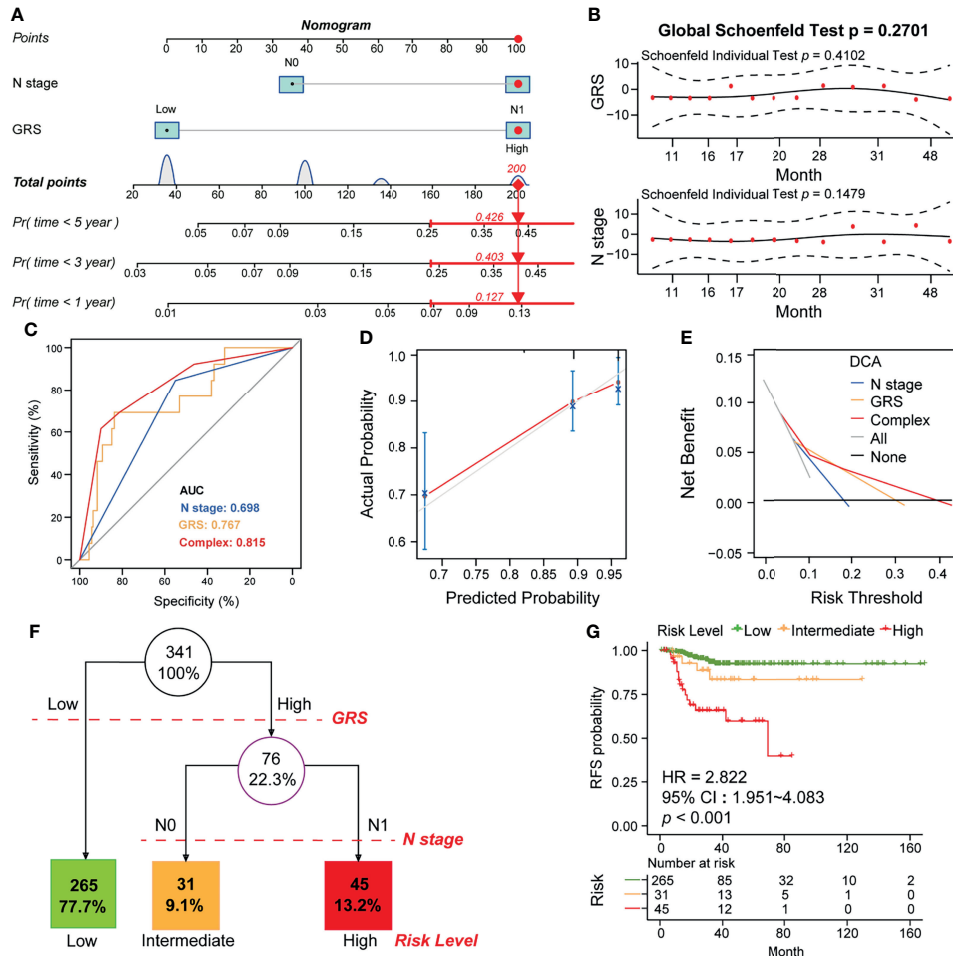 A
Nomogram
Points
0 10 20 30 40 50 60 70 80 90 100
N stage
N0
N1
GRS
Low
High
Total points
200
20 40 60 80 100 120 140 160 180 200
Pr( time < 5 year )
0.426
0.05 0.07 0.09 0.15 0.25 0.45
Pr( time < 3 year)
0.403
0.03 0.05 0.07 0.09 0.15 0.25 0.35 0.45
Pr( time < 1 year)
0.127
0.01 0.03 0.05 0.07 0.09 0.13
B
Global Schoenfeld Test p = 0.2701
Schoenfeld Individual Test p = 0.4102
GRS
10
0
−10
11 16 17 20 28 31 48
Month
Schoenfeld Individual Test p = 0.1479
N stage
10
0
−10
11 16 17 20 28 31 48
Month
C
Sensitivity (%)
100
80
60
40
20
0
AUC
N stage: 0.698
GRS: 0.767
Complex: 0.815
100 80 60 40 20 0
Specificity (%)
D
Actual Probability
1.0
0.9
0.8
0.7
0.6
0.7 0.75 0.8 0.85 0.9 0.95
Predicted Probability
E
Net Benefit
0.15
0.10
0.05
0.00
−0.05
DCA
N stage
GRS
Complex
All
None
0.0 0.1 0.2 0.3 0.4
Risk Threshold
F
341
100%
Low
High
GRS
76
22.3%
N0
N1
N stage
265
77.7%
31
9.1%
45
13.2%
Low
Intermediate
High
Risk Level
G
Risk Level Low Intermediate High
RFS probability
1.00
0.75
0.50
0.25
0.00
HR = 2.822
95% CI : 1.951~4.083
p < 0.001
0 40 80 120 160
Number at risk
Risk
265 85 32 10 2
31 13 5 1 0
45 12 1 0 0
0 40 80 120 160
Month